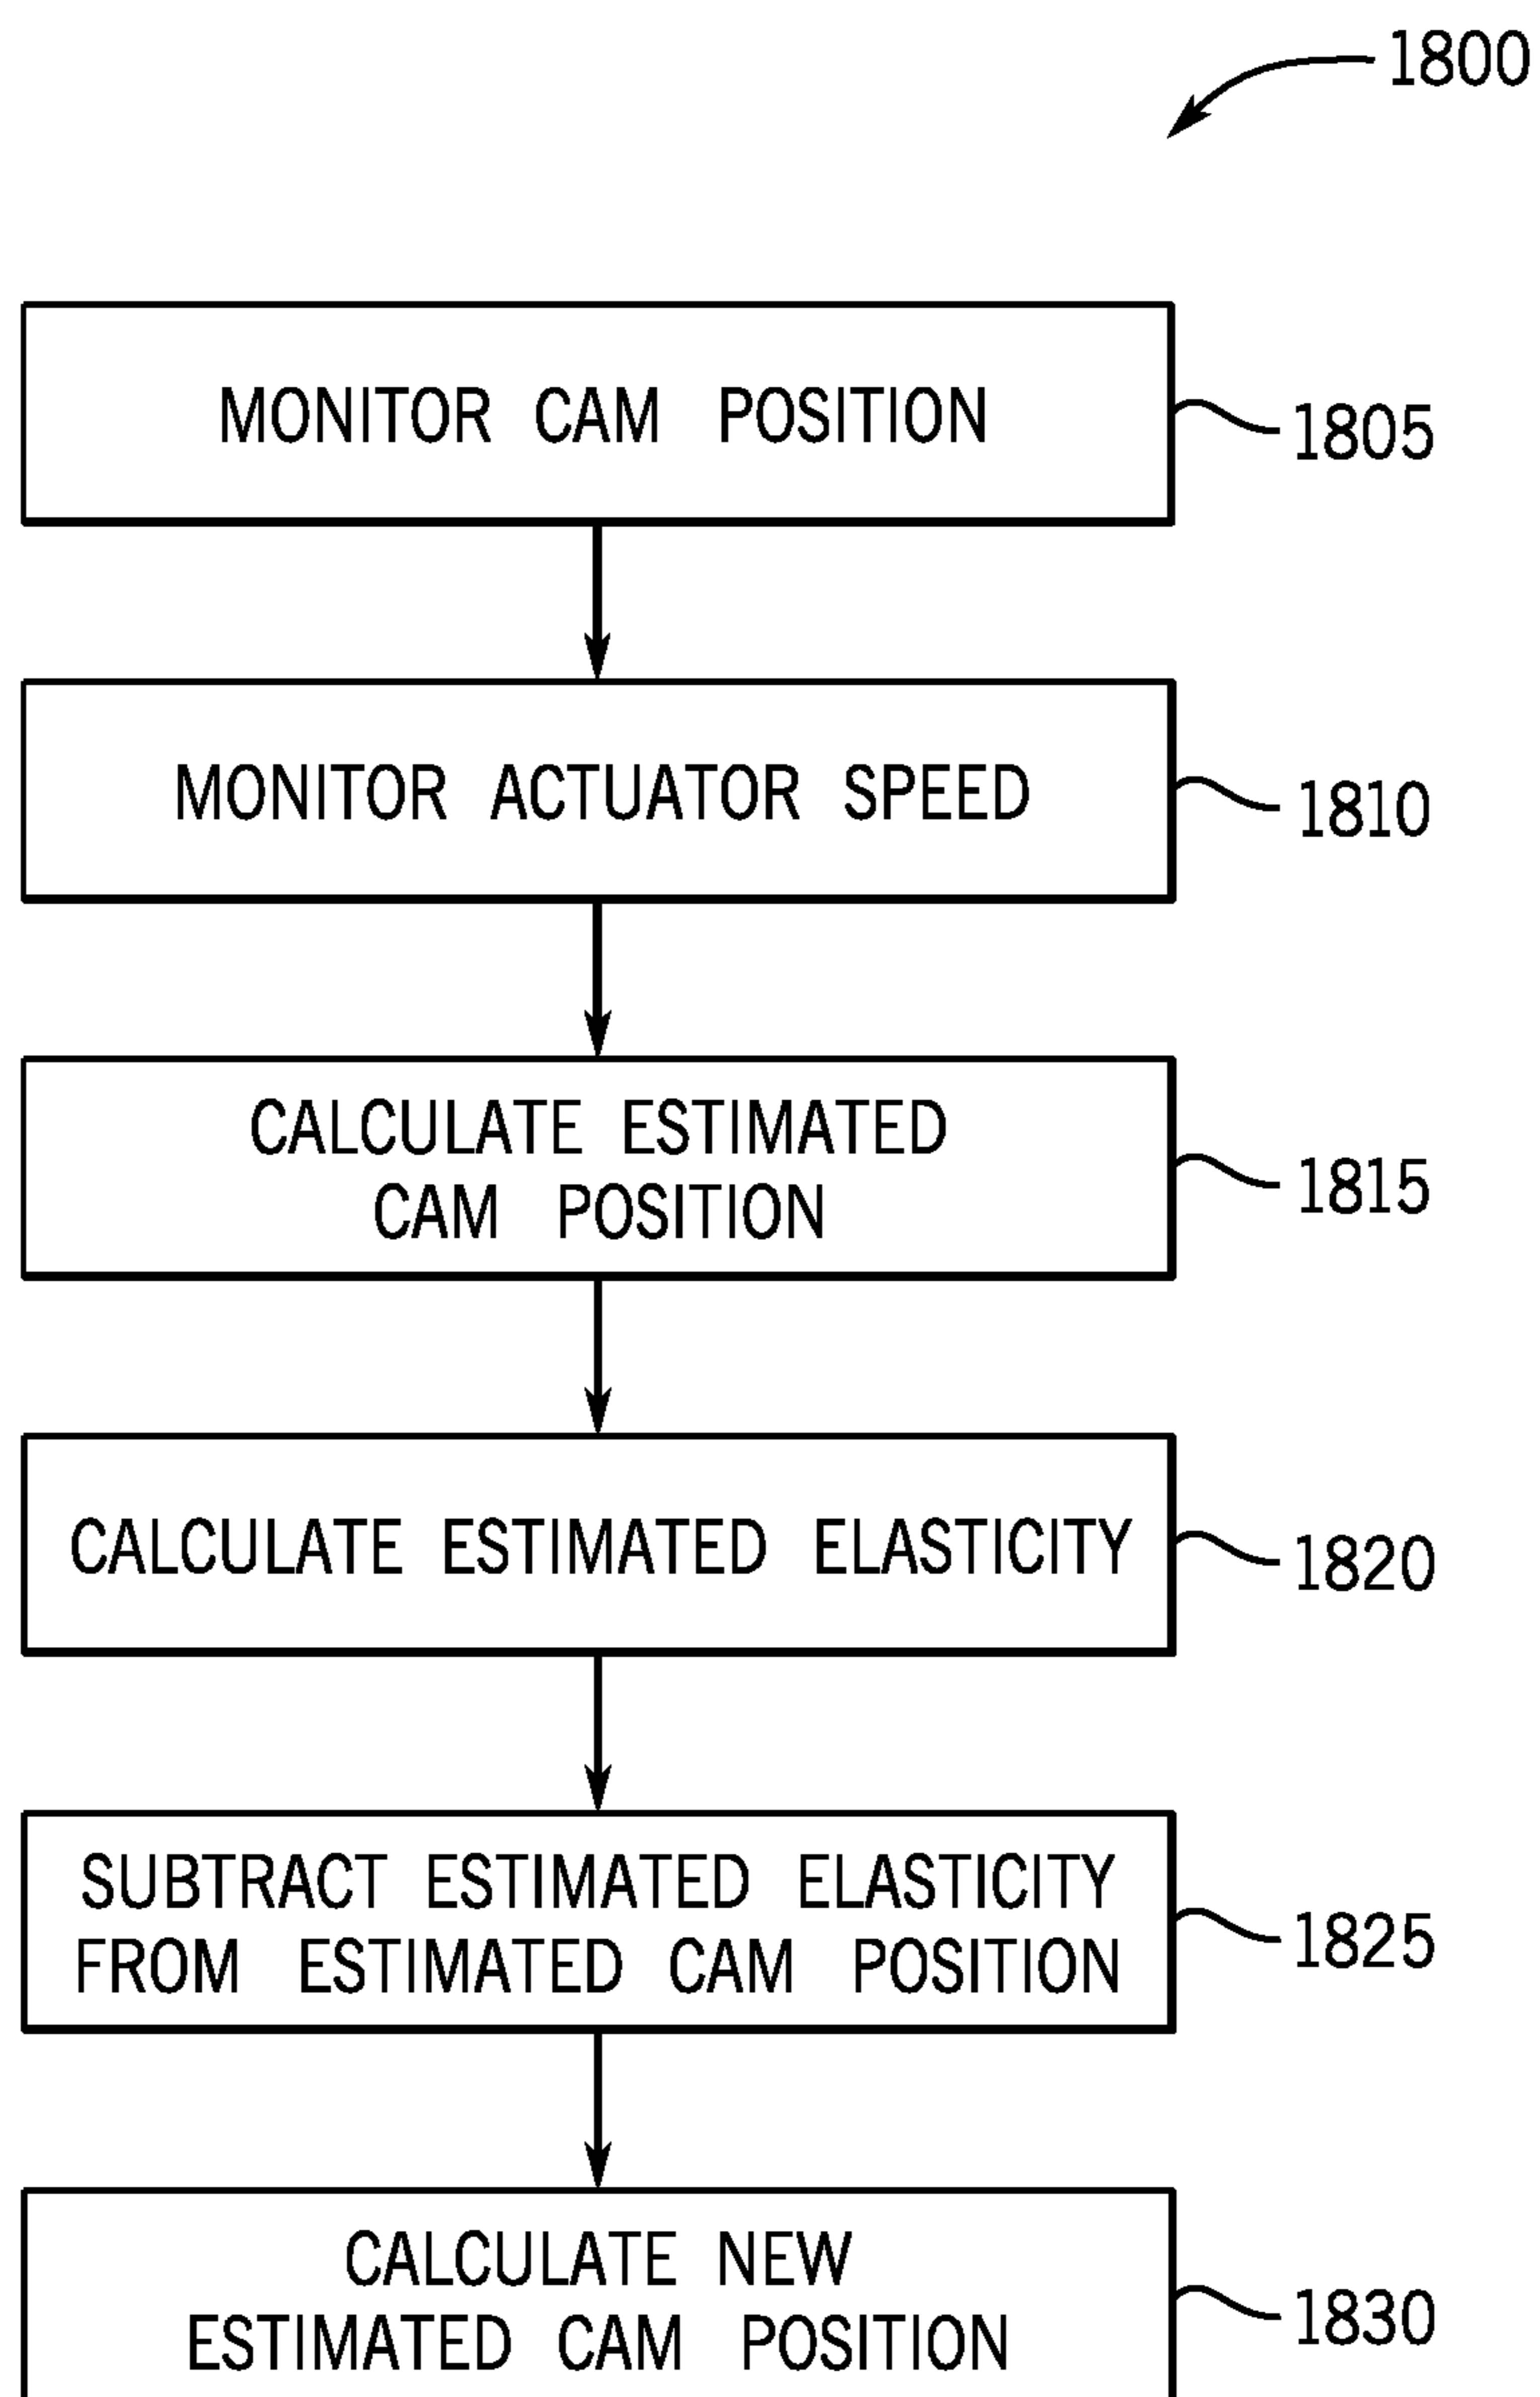 1800
MONITOR CAM POSITION
1805
MONITOR ACTUATOR SPEED
1810
CALCULATE ESTIMATED
CAM POSITION
1815
CALCULATE ESTIMATED ELASTICITY
1820
SUBTRACT ESTIMATED ELASTICITY
FROM ESTIMATED CAM POSITION
1825
CALCULATE NEW
ESTIMATED CAM POSITION
1830